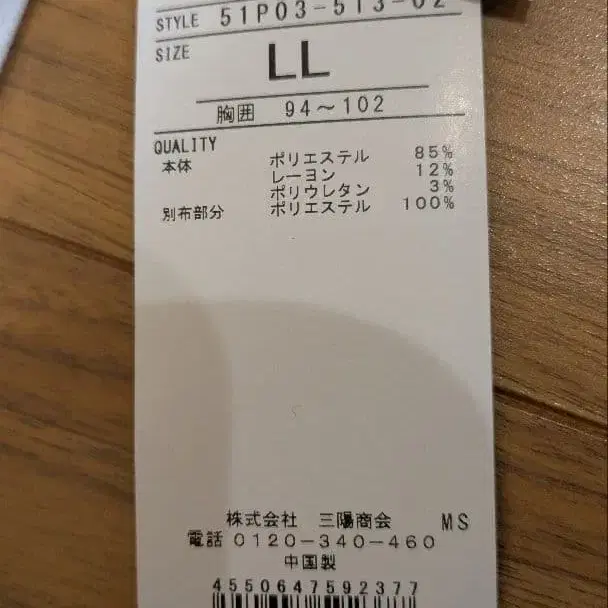 STYLE 51P03-513-02
SIZE
LL
胸囲 94～102
QUALITY
本体 ポリエステル 85%
レーヨン 12%
ポリウレタン 3%
別布部分 ポリエステル 100%
株式会社 三陽商会 MS
電話 0120-340-460
中国製
4550647592377